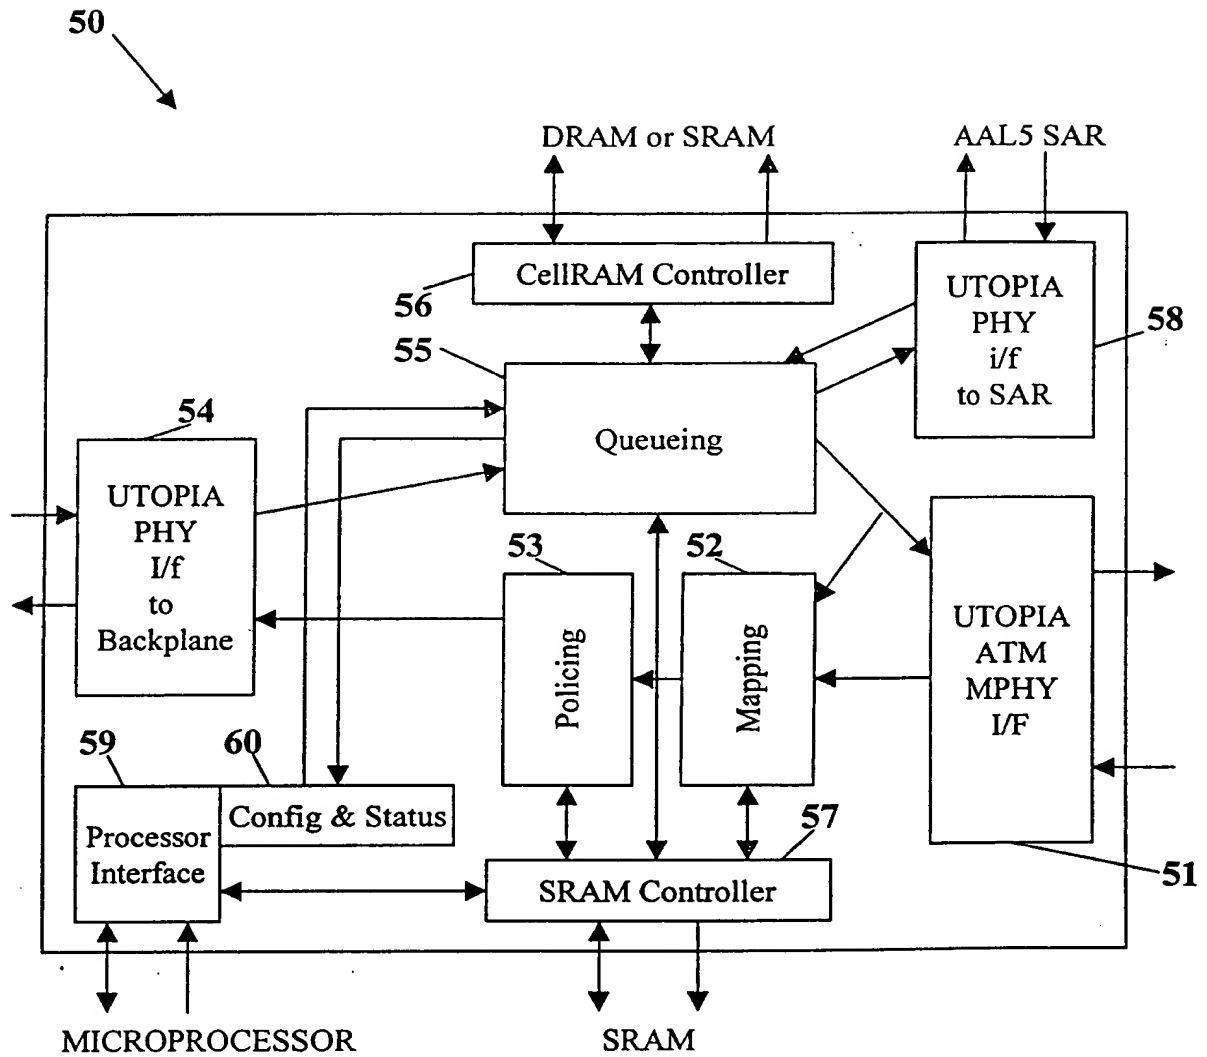 50
DRAM or SRAM
AAL5 SAR
CellRAM Controller
56
UTOPIA
PHY
i/f
to SAR
58
55
Queueing
54
UTOPIA
PHY
I/f
to
Backplane
53
52
Policing
Mapping
UTOPIA
ATM
MPHY
I/F
51
59
60
Processor
Interface
Config & Status
57
SRAM Controller
MICROPROCESSOR
SRAM